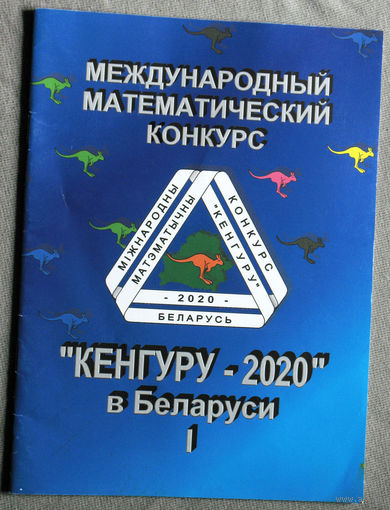 МЕЖДУНАРОДНЫЙ
МАТЕМАТИЧЕСКИЙ
КОНКУРС
МІЖНАРОДНЫ
МАТЭМАТЫЧНЫ
КОНКУРС
"КЕНГУРУ"
- 2020 -
БЕЛАРУСЬ
"КЕНГУРУ - 2020"
в Беларуси
I